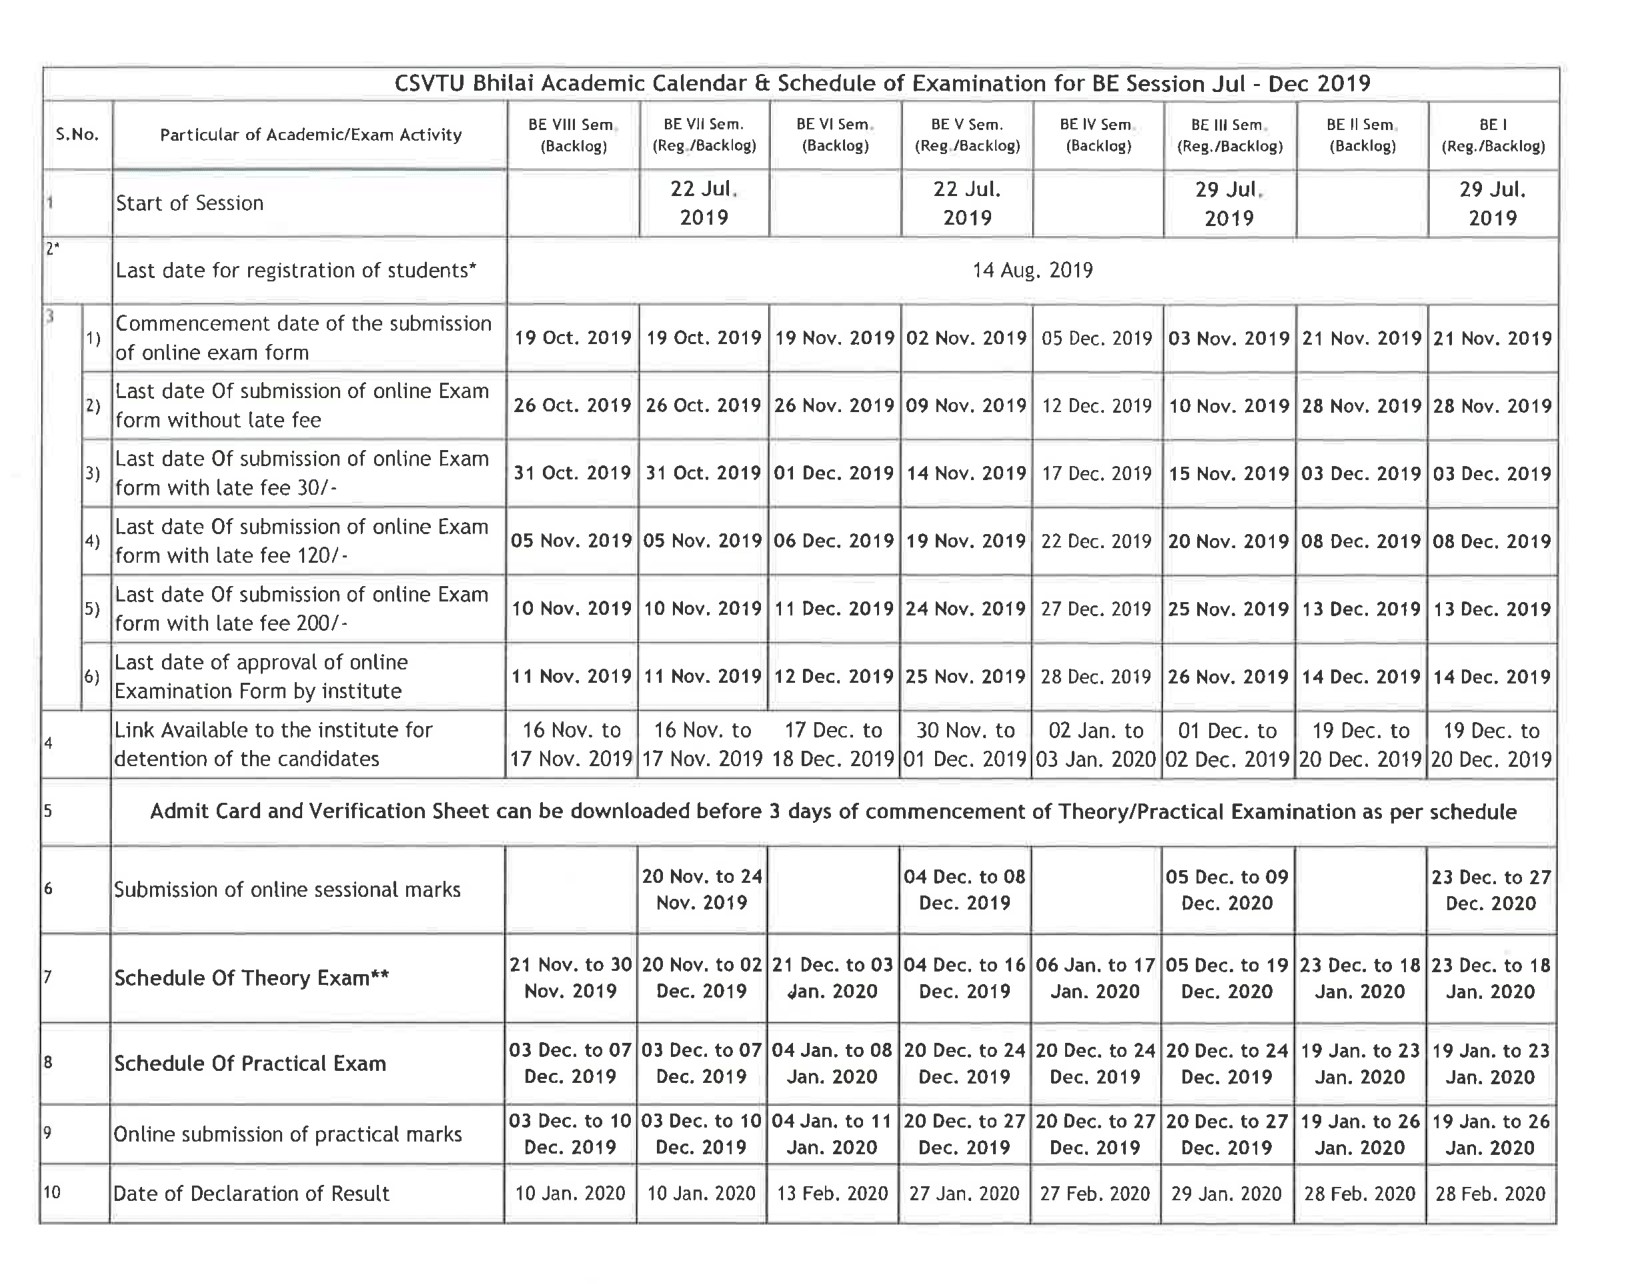 CSVTU Bhilai Academic Calendar & Schedule of Examination for BE Session Jul - Dec 2019
S.No. Particular of Academic/Exam Activity BE VIII Sem. (Backlog) BE VII Sem. (Reg./Backlog) BE VI Sem. (Backlog) BE V Sem. (Reg./Backlog) BE IV Sem. (Backlog) BE III Sem. (Reg./Backlog) BE II Sem. (Backlog) BE I (Reg./Backlog)
1 Start of Session 22 Jul. 2019 22 Jul. 2019 29 Jul. 2019 29 Jul. 2019
2* Last date for registration of students* 14 Aug. 2019
3 1) Commencement date of the submission of online exam form 19 Oct. 2019 19 Oct. 2019 19 Nov. 2019 02 Nov. 2019 05 Dec. 2019 03 Nov. 2019 21 Nov. 2019 21 Nov. 2019
2) Last date Of submission of online Exam form without late fee 26 Oct. 2019 26 Oct. 2019 26 Nov. 2019 09 Nov. 2019 12 Dec. 2019 10 Nov. 2019 28 Nov. 2019 28 Nov. 2019
3) Last date Of submission of online Exam form with late fee 30/- 31 Oct. 2019 31 Oct. 2019 01 Dec. 2019 14 Nov. 2019 17 Dec. 2019 15 Nov. 2019 03 Dec. 2019 03 Dec. 2019
4) Last date Of submission of online Exam form with late fee 120/- 05 Nov. 2019 05 Nov. 2019 06 Dec. 2019 19 Nov. 2019 22 Dec. 2019 20 Nov. 2019 08 Dec. 2019 08 Dec. 2019
5) Last date Of submission of online Exam form with late fee 200/- 10 Nov. 2019 10 Nov. 2019 11 Dec. 2019 24 Nov. 2019 27 Dec. 2019 25 Nov. 2019 13 Dec. 2019 13 Dec. 2019
6) Last date of approval of online Examination Form by institute 11 Nov. 2019 11 Nov. 2019 12 Dec. 2019 25 Nov. 2019 28 Dec. 2019 26 Nov. 2019 14 Dec. 2019 14 Dec. 2019
4 Link Available to the institute for detention of the candidates 16 Nov. to 17 Nov. 2019 16 Nov. to 17 Nov. 2019 17 Dec. to 18 Dec. 2019 30 Nov. to 01 Dec. 2019 02 Jan. to 03 Jan. 2020 01 Dec. to 02 Dec. 2019 19 Dec. to 20 Dec. 2019 19 Dec. to 20 Dec. 2019
5 Admit Card and Verification Sheet can be downloaded before 3 days of commencement of Theory/Practical Examination as per schedule
6 Submission of online sessional marks 20 Nov. to 24 Nov. 2019 04 Dec. to 08 Dec. 2019 05 Dec. to 09 Dec. 2020 23 Dec. to 27 Dec. 2020
7 Schedule Of Theory Exam** 21 Nov. to 30 Nov. 2019 20 Nov. to 02 Dec. 2019 21 Dec. to 03 Jan. 2020 04 Dec. to 16 Dec. 2019 06 Jan. to 17 Jan. 2020 05 Dec. to 19 Dec. 2020 23 Dec. to 18 Jan. 2020 23 Dec. to 18 Jan. 2020
8 Schedule Of Practical Exam 03 Dec. to 07 Dec. 2019 03 Dec. to 07 Dec. 2019 04 Jan. to 08 Jan. 2020 20 Dec. to 24 Dec. 2019 20 Dec. to 24 Dec. 2019 20 Dec. to 24 Dec. 2019 19 Jan. to 23 Jan. 2020 19 Jan. to 23 Jan. 2020
9 Online submission of practical marks 03 Dec. to 10 Dec. 2019 03 Dec. to 10 Dec. 2019 04 Jan. to 11 Jan. 2020 20 Dec. to 27 Dec. 2019 20 Dec. to 27 Dec. 2019 20 Dec. to 27 Dec. 2019 19 Jan. to 26 Jan. 2020 19 Jan. to 26 Jan. 2020
10 Date of Declaration of Result 10 Jan. 2020 10 Jan. 2020 13 Feb. 2020 27 Jan. 2020 27 Feb. 2020 29 Jan. 2020 28 Feb. 2020 28 Feb. 2020